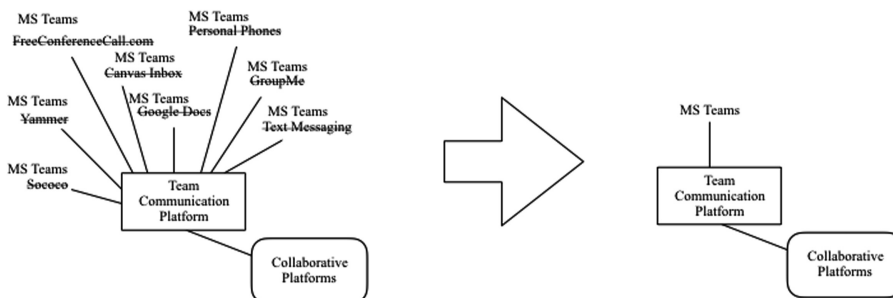 MS Teams
FreeConferenceCall.com
MS Teams
Personal Phones
MS Teams
Canvas Inbox
MS Teams
GroupMe
MS Teams
Yammer
MS Teams
Google Docs
MS Teams
Text Messaging
MS Teams
Sococo
Team
Communication
Platform
Collaborative
Platforms
MS Teams
Team
Communication
Platform
Collaborative
Platforms